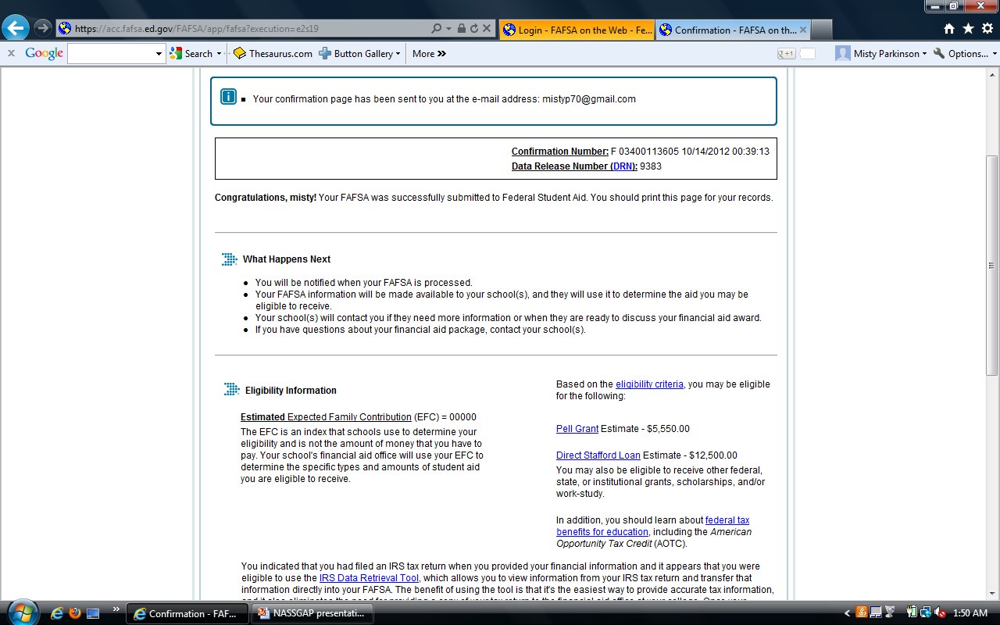 https://acc.fafsa.ed.gov/FAFSA/app/fafsa?execution=e2s19
Login - FAFSA on the Web - Fe...
Confirmation - FAFSA on th...
x Google Search Thesaurus.com Button Gallery More »
g +1 Misty Parkinson Options...
Your confirmation page has been sent to you at the e-mail address: mistyp70@gmail.com
Confirmation Number: F 03400113605 10/14/2012 00:39:13
Data Release Number (DRN): 9383
Congratulations, misty! Your FAFSA was successfully submitted to Federal Student Aid. You should print this page for your records.
What Happens Next
You will be notified when your FAFSA is processed.
Your FAFSA information will be made available to your school(s), and they will use it to determine the aid you may be
eligible to receive.
Your school(s) will contact you if they need more information or when they are ready to discuss your financial aid award.
If you have questions about your financial aid package, contact your school(s).
Eligibility Information
Estimated Expected Family Contribution (EFC) = 00000
The EFC is an index that schools use to determine your
eligibility and is not the amount of money that you have to
pay. Your school's financial aid office will use your EFC to
determine the specific types and amounts of student aid
you are eligible to receive.
Based on the eligibility criteria, you may be eligible
for the following:
Pell Grant Estimate - $5,550.00
Direct Stafford Loan Estimate - $12,500.00
You may also be eligible to receive other federal,
state, or institutional grants, scholarships, and/or
work-study.
In addition, you should learn about federal tax
benefits for education, including the American
Opportunity Tax Credit (AOTC).
You indicated that you had filed an IRS tax return when you provided your financial information and it appears that you were
eligible to use the IRS Data Retrieval Tool, which allows you to view information from your IRS tax return and transfer that
information directly into your FAFSA. The benefit of using the tool is that it's the easiest way to provide accurate tax information,
Confirmation - FAF...
NASSGAP presentati...
1:50 AM